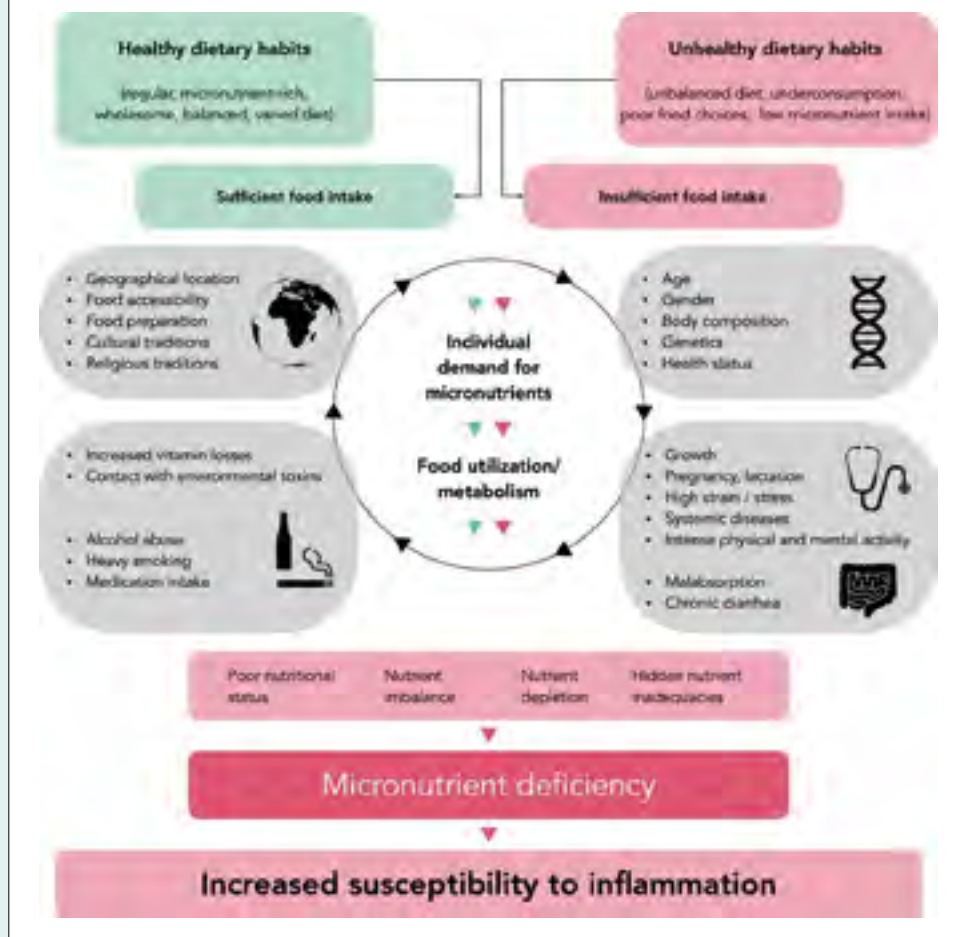 Healthy dietary habits
(regular, micronutrient-rich,
wholesome, balanced, varied diet)
Unhealthy dietary habits
(unbalanced diet, underconsumption,
poor food choices, low micronutrient intake)
Sufficient food intake
Insufficient food intake
• Geographical location
• Food accessibility
• Food preparation
• Cultural traditions
• Religious traditions
• Age
• Gender
• Body composition
• Genetics
• Health status
Individual
demand for
micronutrients
Food utilization/
metabolism
• Increased vitamin losses
• Contact with environmental toxins
• Alcohol abuse
• Heavy smoking
• Medication intake
• Growth
• Pregnancy, lactation
• High strain / stress
• Systemic diseases
• Intense physical and mental activity
• Malabsorption
• Chronic diarrhea
Poor nutritional
status
Nutrient
imbalance
Nutrient
depletion
Hidden nutrient
inadequacies
Micronutrient deficiency
Increased susceptibility to inflammation